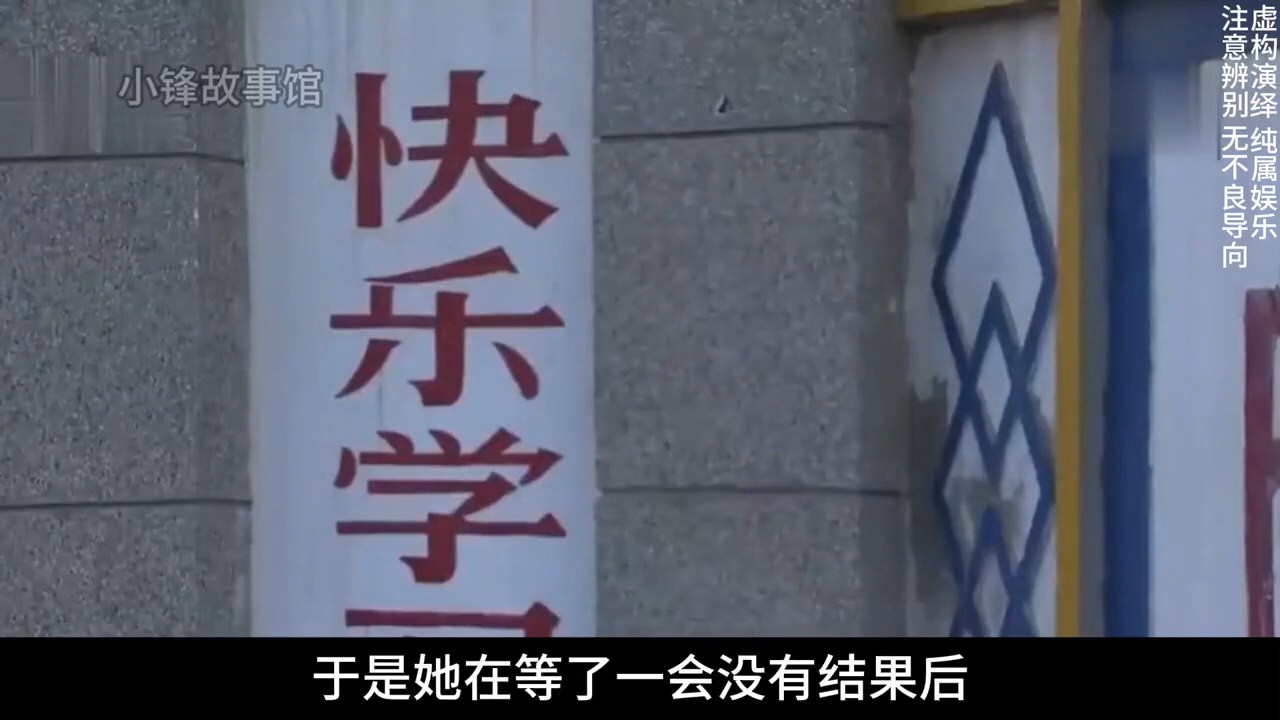 小锋故事馆
快乐学
虚构演绎 纯属娱乐
注意辨别 无不良导向
于是她在等了一会没有结果后